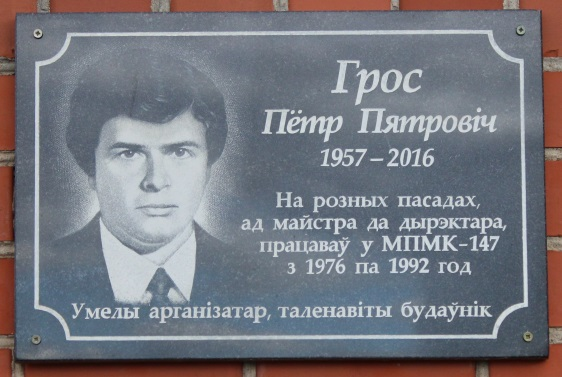 Грос
Пётр Пятровіч
1957 – 2016
На розных пасадах,
ад майстра да дырэктара,
працаваў у МПМК-147
з 1976 па 1992 год
Умелы арганізатар, таленавіты будаўнік